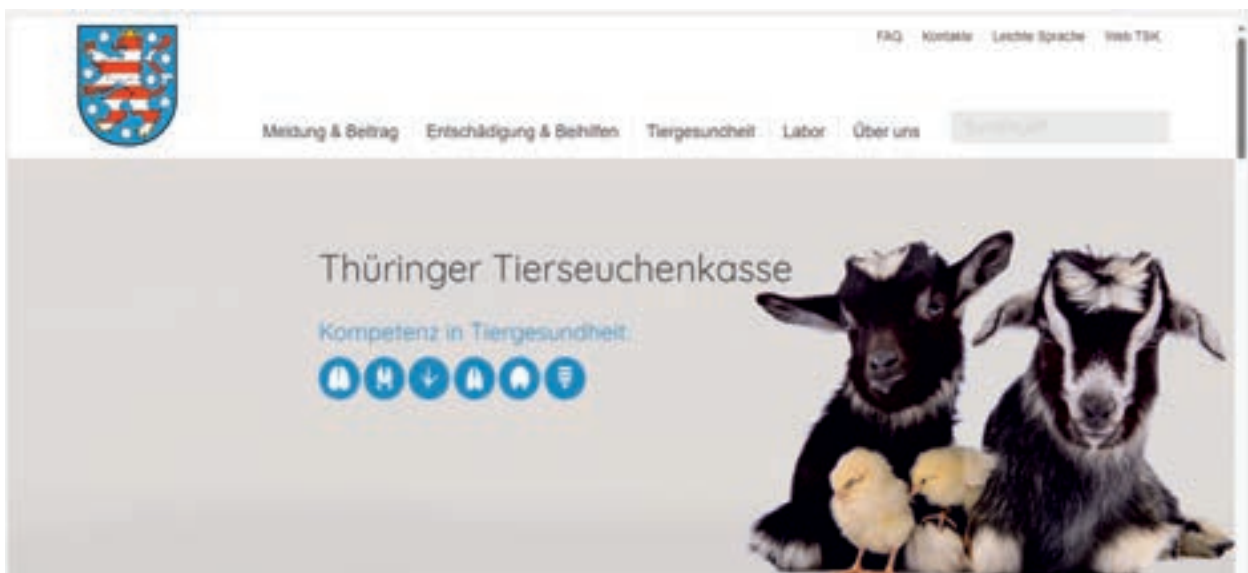 FAQ Kontakte Leichte Sprache Web TSK
Meldung & Beitrag Entschädigung & Beihilfen Tiergesundheit Labor Über uns
Thüringer Tierseuchenkasse
Kompetenz in Tiergesundheit: